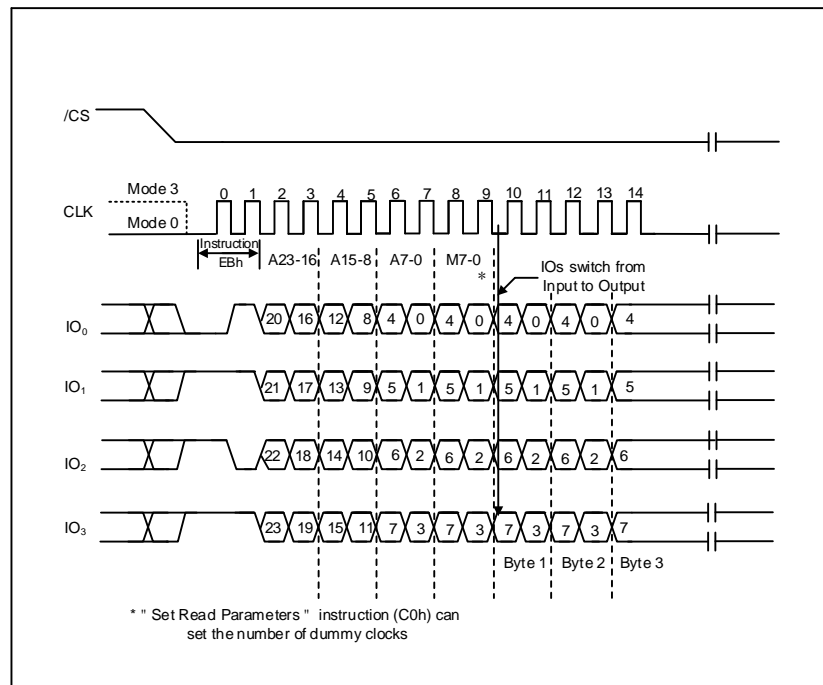 /CS
Mode 3
0 1 2 3 4 5 6 7 8 9 10 11 12 13 14
CLK
Mode 0
Instruction
EBh
A23-16 A15-8 A7-0 M7-0
*
IOs switch from
Input to Output
IO₀ 20 16 12 8 4 0 4 0 4 0 4 0 4
IO₁ 21 17 13 9 5 1 5 1 5 1 5 1 5
IO₂ 22 18 14 10 6 2 6 2 6 2 6 2 6
IO₃ 23 19 15 11 7 3 7 3 7 3 7 3 7
Byte 1 Byte 2 Byte 3
* " Set Read Parameters " instruction (C0h) can
set the number of dummy clocks